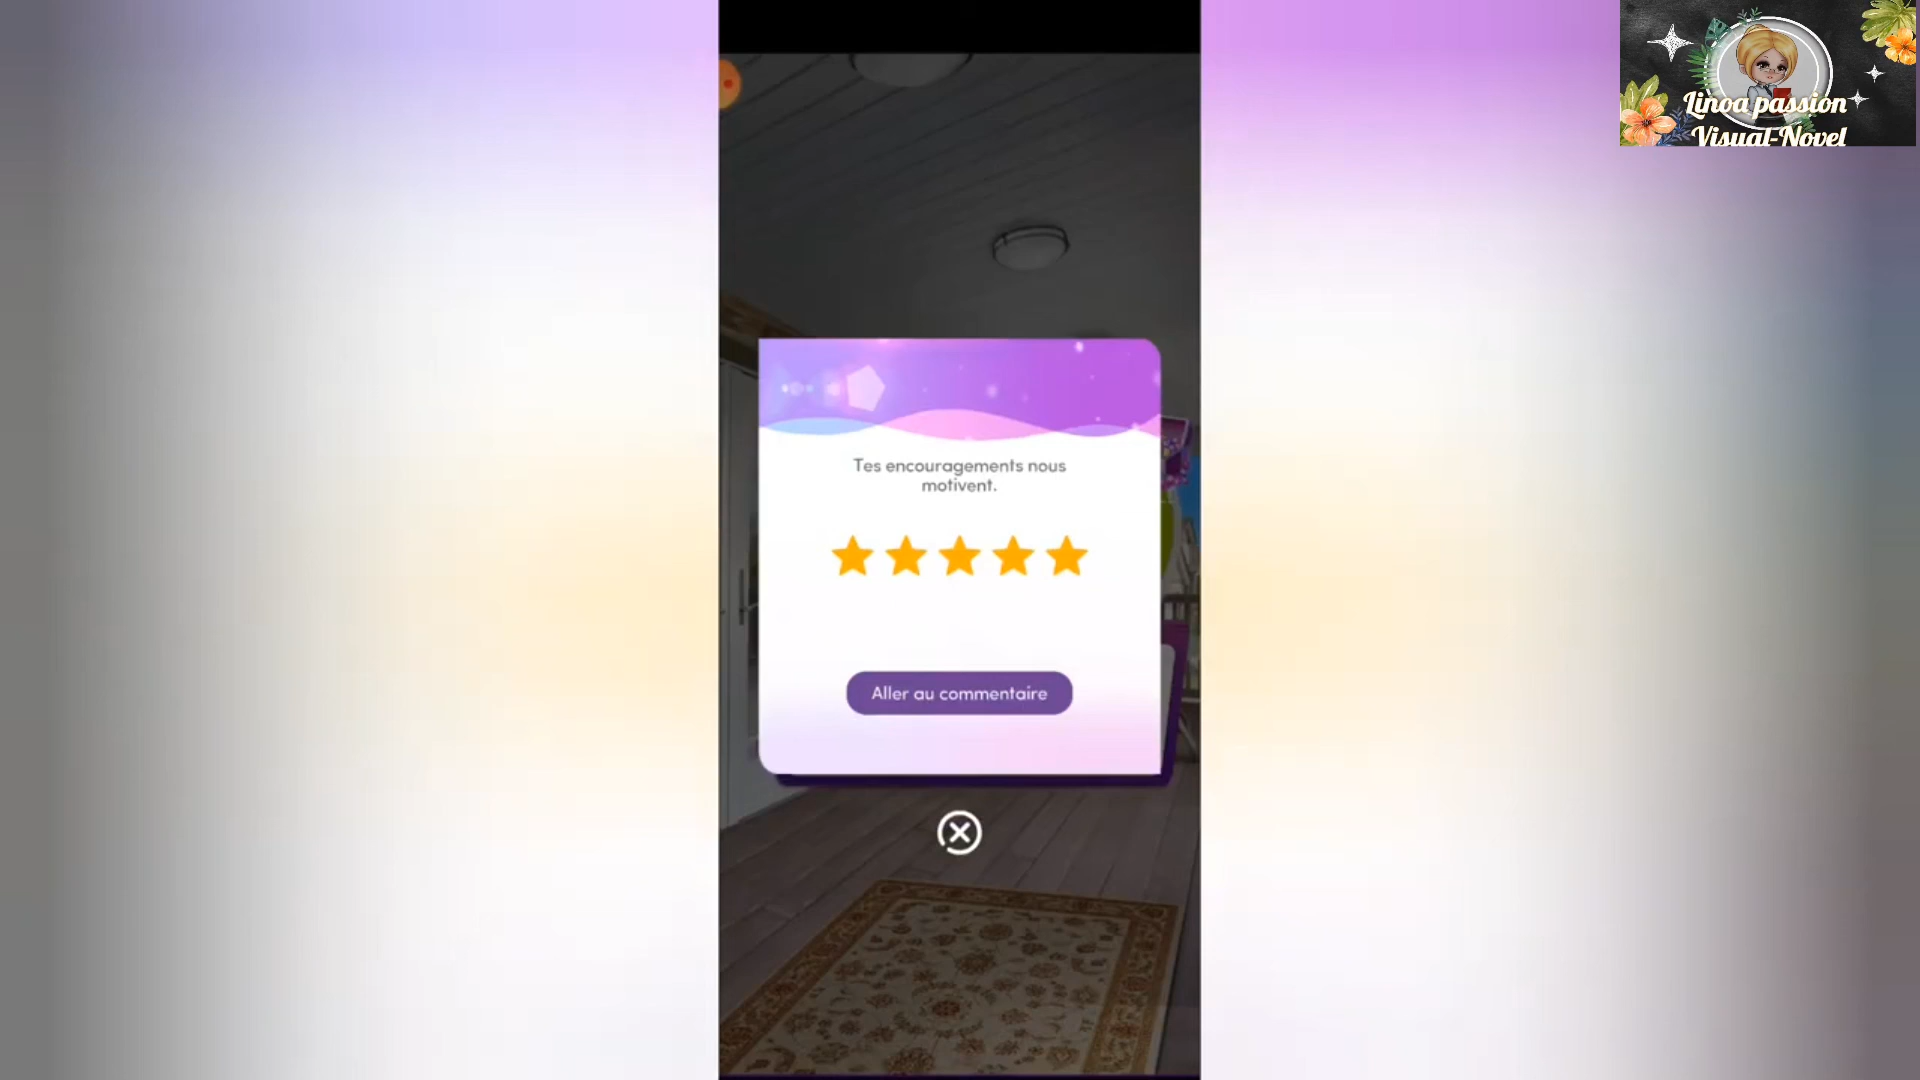 Linoa passion
Visual-Novel
Tes encouragements nous
motivent.
Aller au commentaire